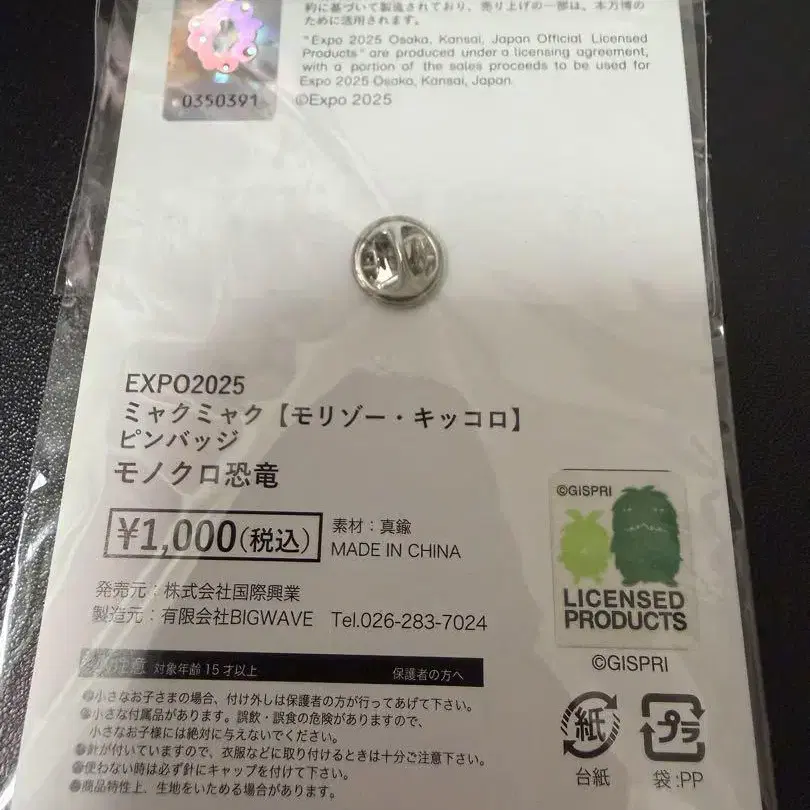 約に基づいて製造されており、売り上げの一部は、本万博の
ために活用されます。
"Expo 2025 Osaka, Kansai, Japan Official Licensed
Products" are produced under a licensing agreement,
with a portion of the sales proceeds to be used for
Expo 2025 Osaka, Kansai, Japan.
©Expo 2025
0350391
EXPO2025
ミャクミャク【モリゾー・キッコロ】
ピンバッジ
モノクロ恐竜
¥1,000(税込)
素材：真鍮
MADE IN CHINA
発売元：株式会社国際興業
製造元：有限会社BIGWAVE Tel.026-283-7024
注意 対象年齢15才以上 保護者の方へ
●小さなお子さまの場合、付け外しは保護者の方が行ってあげて下さい。
●小さな付属品があります。誤飲・誤食の危険がありますので、
小さなお子様には絶対に与えないでください。
●針が付いていますので、衣服などに取り付けるときは十分ご注意下さい。
●使わない時は必ず針にキャップを付けて下さい。
●商品特性上、生地をいためる場合があります。
©GISPRI
LICENSED
PRODUCTS
©GISPRI
紙
台紙
プラ
袋:PP